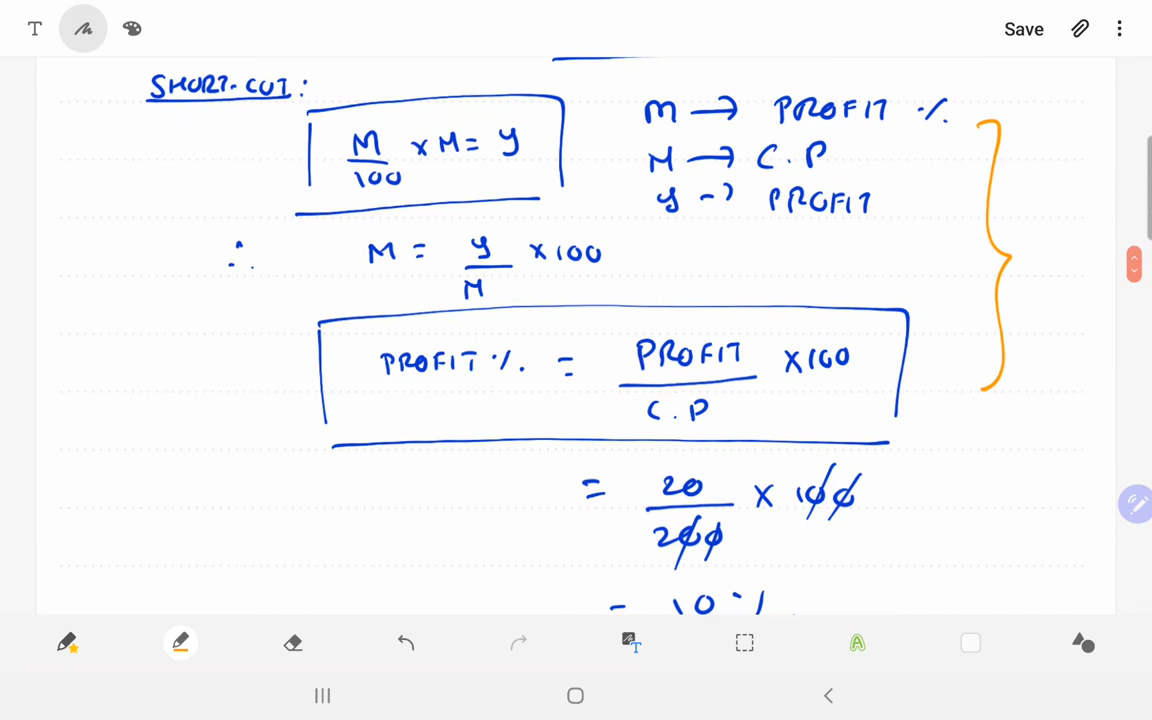 Save
SHORT-CUT:
M/100 × N = y
M → PROFIT %
N → C.P
y → PROFIT
∴ M = y/N × 100
PROFIT % = PROFIT/C.P × 100
= 20/200 × 100
= 10 %